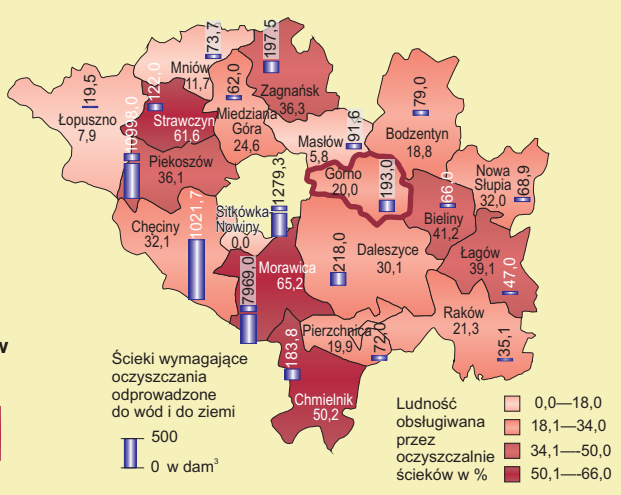 73,7
197,5
Mniów
11,7
62,0
Zagnańsk
36,3
19,5
122,0
79,0
Łopuszno
7,9
Strawczyn
61,6
Miedziana
Góra
24,6
Masłów
5,8
91,6
Bodzentyn
18,8
10998,0
Piekoszów
36,1
Górno
20,0
193,0
Nowa
Słupia
32,0
68,9
1279,3
66,0
Bieliny
41,2
Chęciny
32,1
1021,7
Sitkówka-
Nowiny
0,0
Daleszyce
30,1
Łagów
39,1
47,0
Morawica
65,2
218,0
7969,0
Raków
21,3
35,1
Pierzchnica
19,9
72,0
183,8
Chmielnik
50,2
w
Ścieki wymagające
oczyszczania
odprowadzone
do wód i do ziemi
500
0 w dam³
Ludność
obsługiwana
przez
oczyszczalnie
ścieków w %
0,0—18,0
18,1—34,0
34,1—-50,0
50,1—-66,0